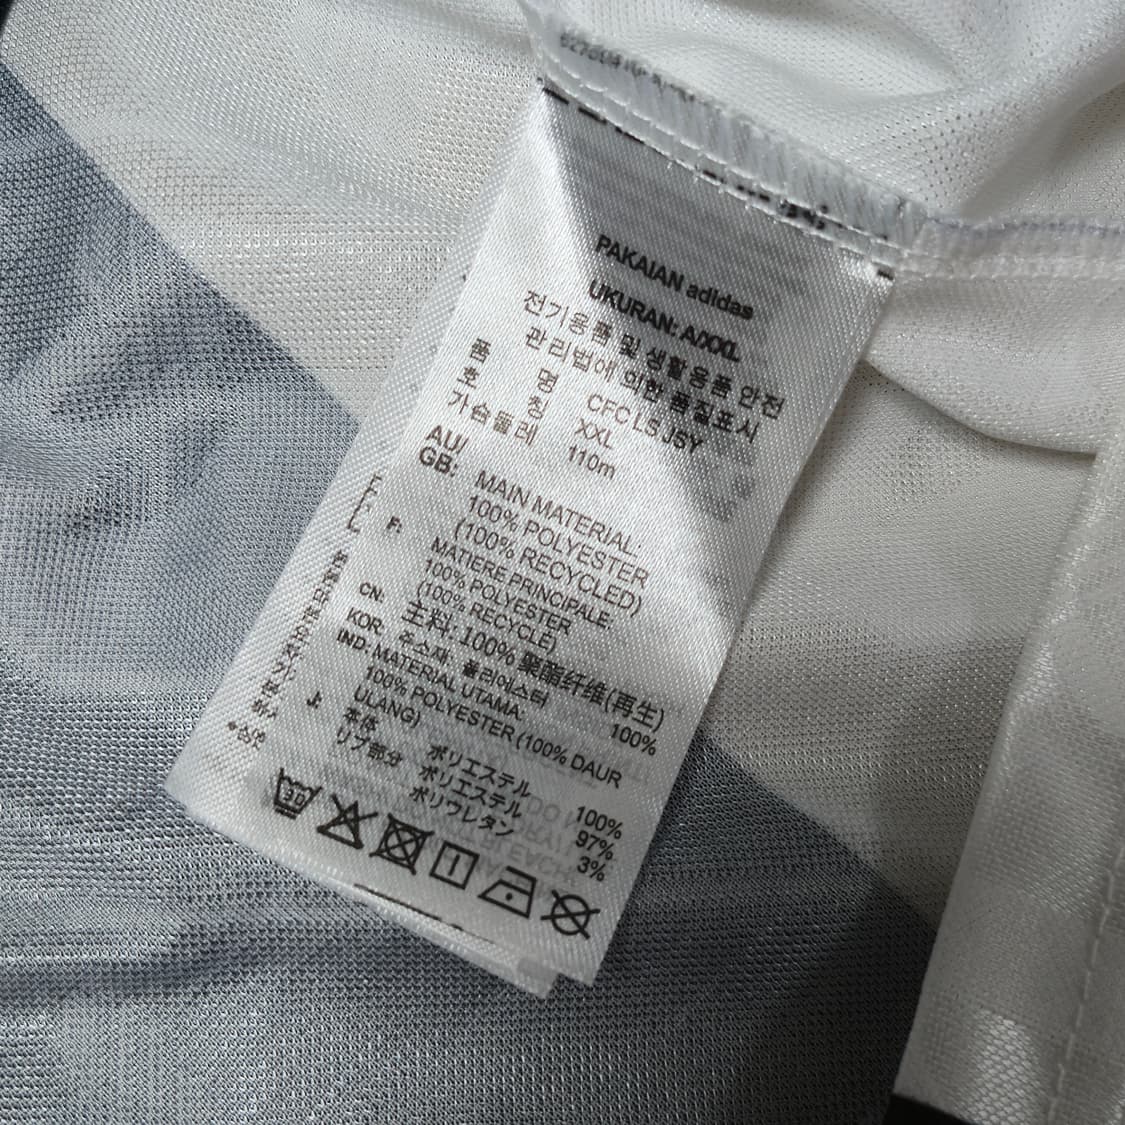 PAKAIAN adidas
UKURAN: A/XXL
전기용품 및 생활용품 안전
관리법에 의한 품질표시
품 명 CFC LS JSY
호 칭 XXL
가슴둘레 110m
AU/
GB: MAIN MATERIAL:
100% POLYESTER
(100% RECYCLED)
F: MATIERE PRINCIPALE:
100% POLYESTER
(100% RECYCLE)
CN: 主料: 100% 聚酯纤维(再生)
KOR: 주소재: 폴리에스터 100%
IND: MATERIAL UTAMA:
100% POLYESTER (100% DAUR
ULANG)
J: 本体 ポリエステル 100%
リブ部分 ポリエステル 97%
ポリウレタン 3%
30